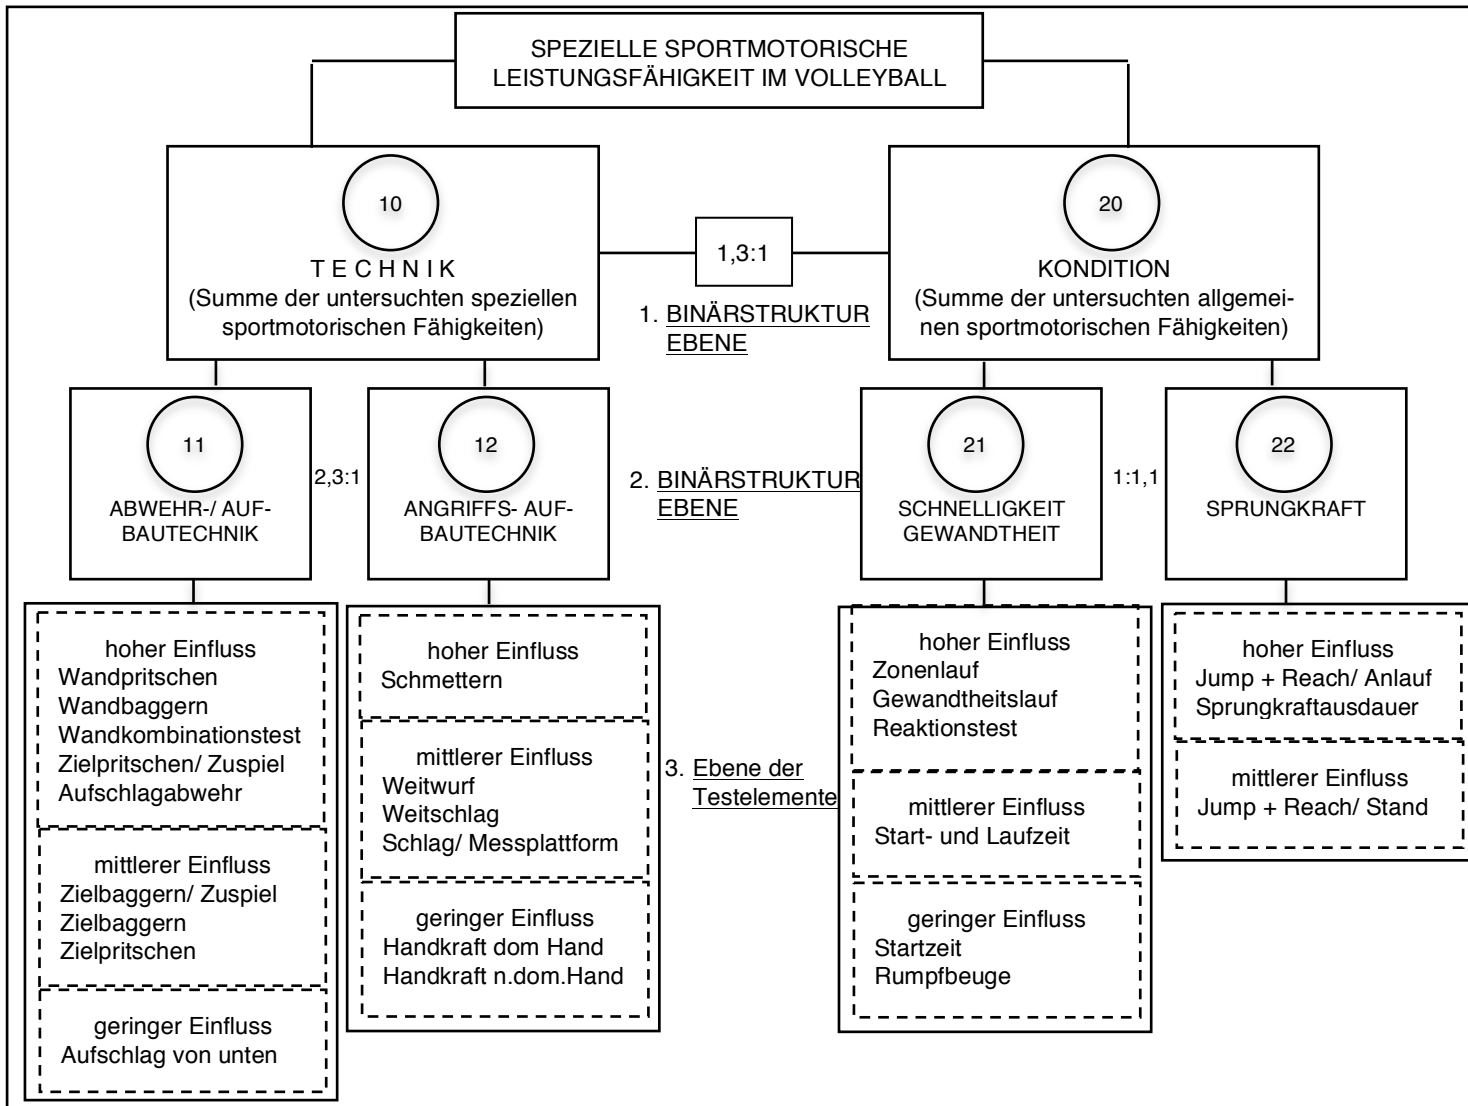 SPEZIELLE SPORTMOTORISCHE
LEISTUNGSFÄHIGKEIT IM VOLLEYBALL
10
T E C H N I K
(Summe der untersuchten speziellen
sportmotorischen Fähigkeiten)
1,3:1
20
KONDITION
(Summe der untersuchten allgemei-
nen sportmotorischen Fähigkeiten)
1. BINÄRSTRUKTUR
EBENE
11
ABWEHR-/ AUF-
BAUTECHNIK
2,3:1
12
ANGRIFFS- AUF-
BAUTECHNIK
2. BINÄRSTRUKTUR
EBENE
21
SCHNELLIGKEIT
GEWANDTHEIT
1:1,1
22
SPRUNGKRAFT
hoher Einfluss
Wandpritschen
Wandbaggern
Wandkombinationstest
Zielpritschen/ Zuspiel
Aufschlagabwehr
mittlerer Einfluss
Zielbaggern/ Zuspiel
Zielbaggern
Zielpritschen
geringer Einfluss
Aufschlag von unten
hoher Einfluss
Schmettern
mittlerer Einfluss
Weitwurf
Weitschlag
Schlag/ Messplattform
geringer Einfluss
Handkraft dom Hand
Handkraft n.dom.Hand
3. Ebene der
Testelemente
hoher Einfluss
Zonenlauf
Gewandtheitslauf
Reaktionstest
mittlerer Einfluss
Start- und Laufzeit
geringer Einfluss
Startzeit
Rumpfbeuge
hoher Einfluss
Jump + Reach/ Anlauf
Sprungkraftausdauer
mittlerer Einfluss
Jump + Reach/ Stand